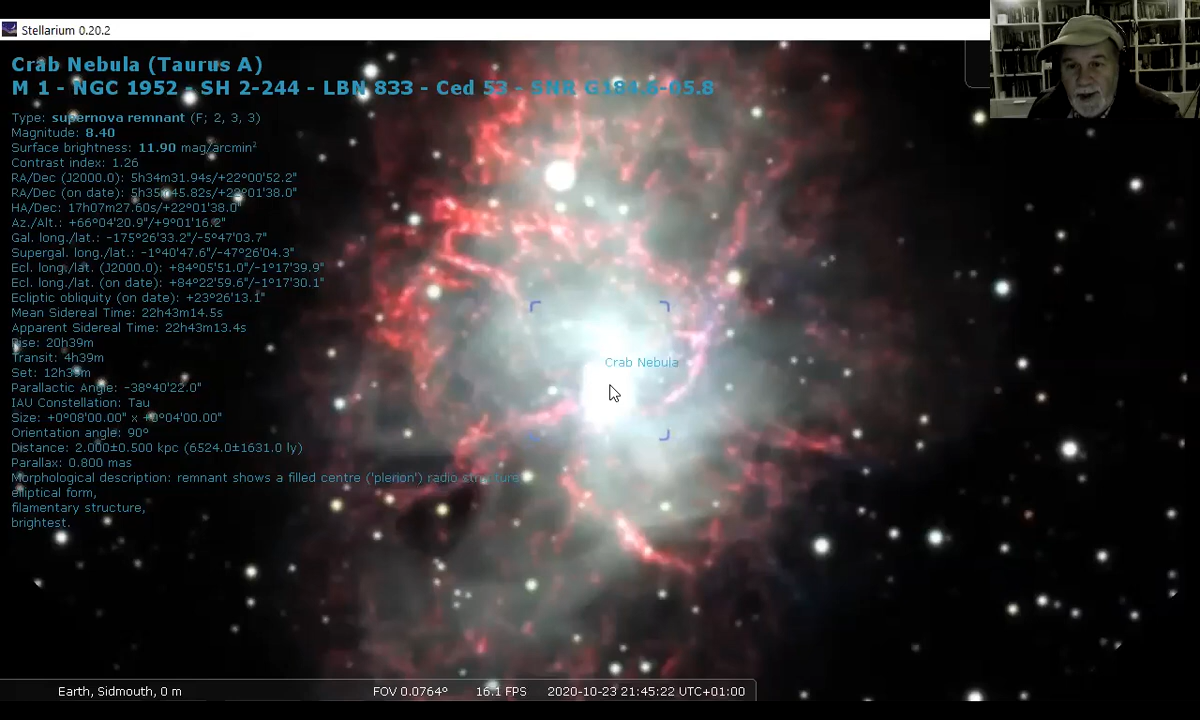 Stellarium 0.20.2
Crab Nebula (Taurus A)
M 1 - NGC 1952 - SH 2-244 - LBN 833 - Ced 53 - SNR G184.6-05.8
Type: supernova remnant (F; 2, 3, 3)
Magnitude: 8.40
Surface brightness: 11.90 mag/arcmin²
Contrast index: 1.26
RA/Dec (J2000.0): 5h34m31.94s/+22°00'52.2"
RA/Dec (on date): 5h35m45.82s/+22°01'38.0"
HA/Dec: 17h07m27.60s/+22°01'38.0"
Az./Alt.: +66°04'20.9"/+9°01'16.2"
Gal. long./lat.: -175°26'33.2"/-5°47'03.7"
Supergal. long./lat.: -1°40'47.6"/-47°26'04.3"
Ecl. long./lat. (J2000.0): +84°05'51.0"/-1°17'39.9"
Ecl. long./lat. (on date): +84°22'59.6"/-1°17'30.1"
Ecliptic obliquity (on date): +23°26'13.1"
Mean Sidereal Time: 22h43m14.5s
Apparent Sidereal Time: 22h43m13.4s
Rise: 20h39m
Transit: 4h39m
Set: 12h39m
Parallactic Angle: -38°40'22.0"
IAU Constellation: Tau
Size: +0°08'00.00" x +0°04'00.00"
Orientation angle: 90°
Distance: 2.000±0.500 kpc (6524.0±1631.0 ly)
Parallax: 0.800 mas
Morphological description: remnant shows a filled centre ('plerion') radio structure,
elliptical form,
filamentary structure,
brightest.
Crab Nebula
Earth, Sidmouth, 0 m FOV 0.0764° 16.1 FPS 2020-10-23 21:45:22 UTC+01:00